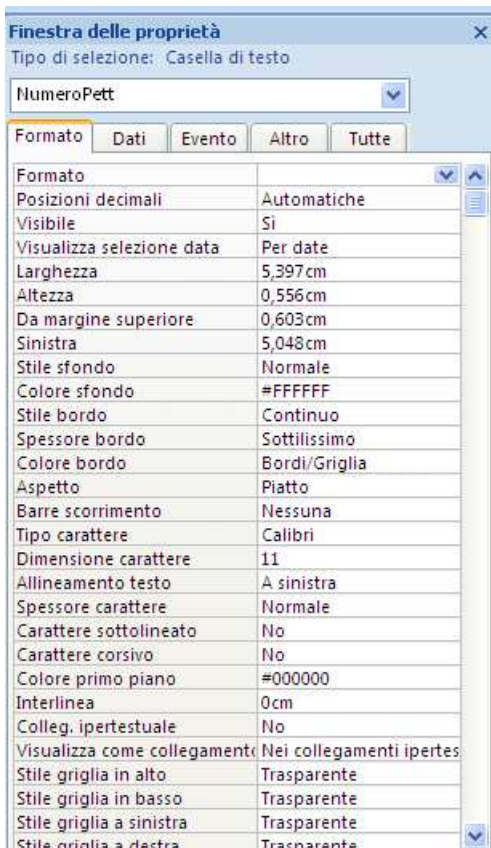 Finestra delle proprietà
Tipo di selezione: Casella di testo
NumeroPett
Formato Dati Evento Altro Tutte
Formato
Posizioni decimali Automatiche
Visibile Sì
Visualizza selezione data Per date
Larghezza 5,397cm
Altezza 0,556cm
Da margine superiore 0,603cm
Sinistra 5,048cm
Stile sfondo Normale
Colore sfondo #FFFFFF
Stile bordo Continuo
Spessore bordo Sottilissimo
Colore bordo Bordi/Griglia
Aspetto Piatto
Barre scorrimento Nessuna
Tipo carattere Calibri
Dimensione carattere 11
Allineamento testo A sinistra
Spessore carattere Normale
Carattere sottolineato No
Carattere corsivo No
Colore primo piano #000000
Interlinea 0cm
Colleg. ipertestuale No
Visualizza come collegament Nei collegamenti ipertes
Stile griglia in alto Trasparente
Stile griglia in basso Trasparente
Stile griglia a sinistra Trasparente
Stile griglia a destra Trasparente